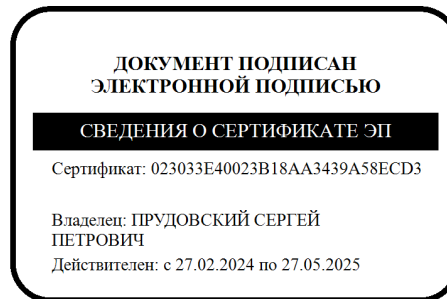 ДОКУМЕНТ ПОДПИСАН
ЭЛЕКТРОННОЙ ПОДПИСЬЮ
СВЕДЕНИЯ О СЕРТИФИКАТЕ ЭП
Сертификат: 023033E40023B18AA3439A58ECD3
Владелец: ПРУДОВСКИЙ СЕРГЕЙ
ПЕТРОВИЧ
Действителен: с 27.02.2024 по 27.05.2025